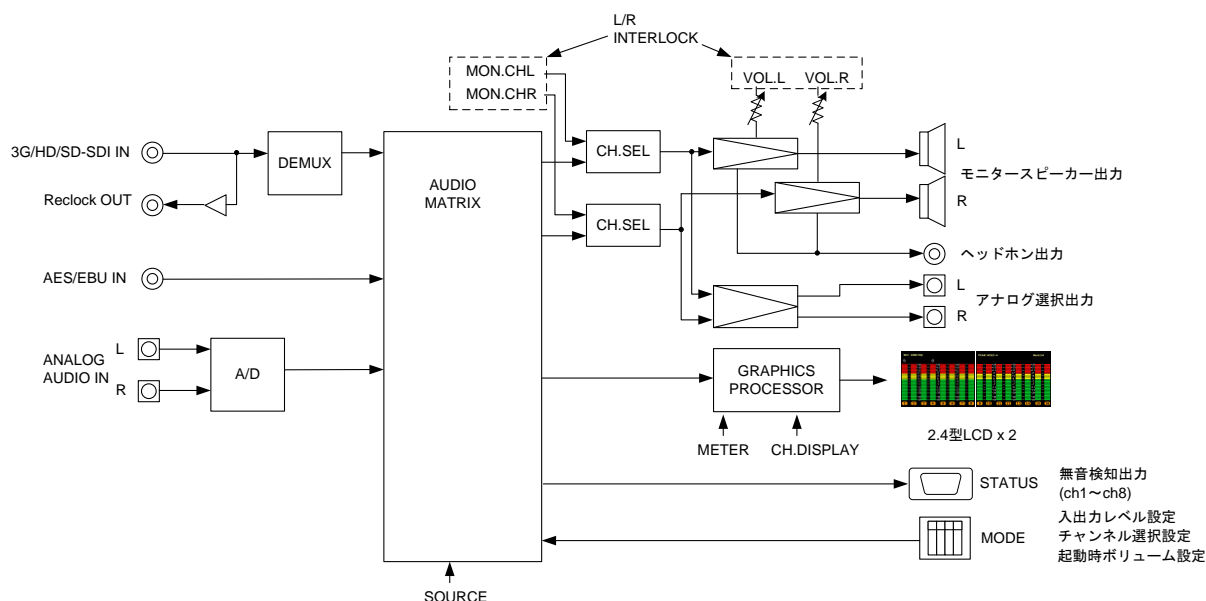 L/R
INTERLOCK
MON.CHL
MON.CHR
VOL.L
VOL.R
3G/HD/SD-SDI IN
DEMUX
Reclock OUT
AES/EBU IN
ANALOG
AUDIO IN
L
R
A/D
AUDIO
MATRIX
SOURCE
CH.SEL
CH.SEL
L
モニタースピーカー出力
R
ヘッドホン出力
L
アナログ選択出力
R
GRAPHICS
PROCESSOR
METER
CH.DISPLAY
2.4型LCD x 2
STATUS
無音検知出力
(ch1～ch8)
MODE
入出力レベル設定
チャンネル選択設定
起動時ボリューム設定